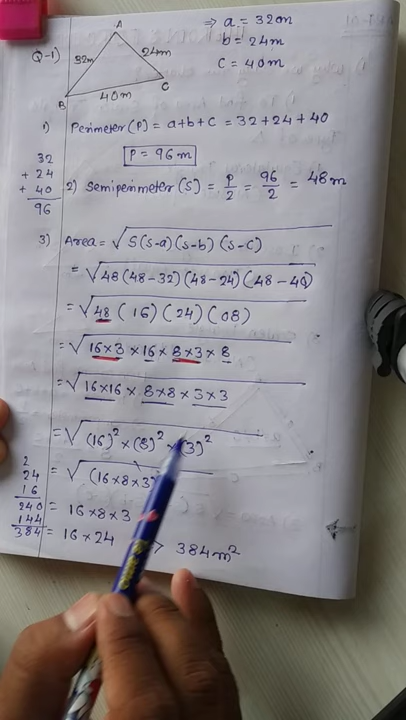 Q-1)
A
32m
24m
B
40m
C
⇒ a = 32m
b = 24m
c = 40m
1) Perimeter (P) = a+b+c = 32+24+40
P = 96m
32
+ 24
+ 40
96
2) Semiperimeter (S) = P/2 = 96/2 = 48m
3) Area = √S(S-a)(S-b)(S-c)
= √48(48-32)(48-24)(48-40)
= √48(16)(24)(08)
= √16×3×16×8×3×8
= √16×16×8×8×3×3
= √(16)²×(8)²×(3)²
= √(16×8×3)
= 16×8×3
= 16×24
384m²
2
24
16
240
144
384